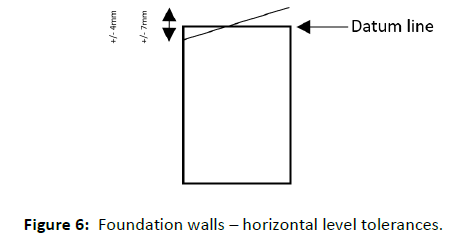 +/- 4mm
+/- 7mm
Datum line
Figure 6: Foundation walls – horizontal level tolerances.